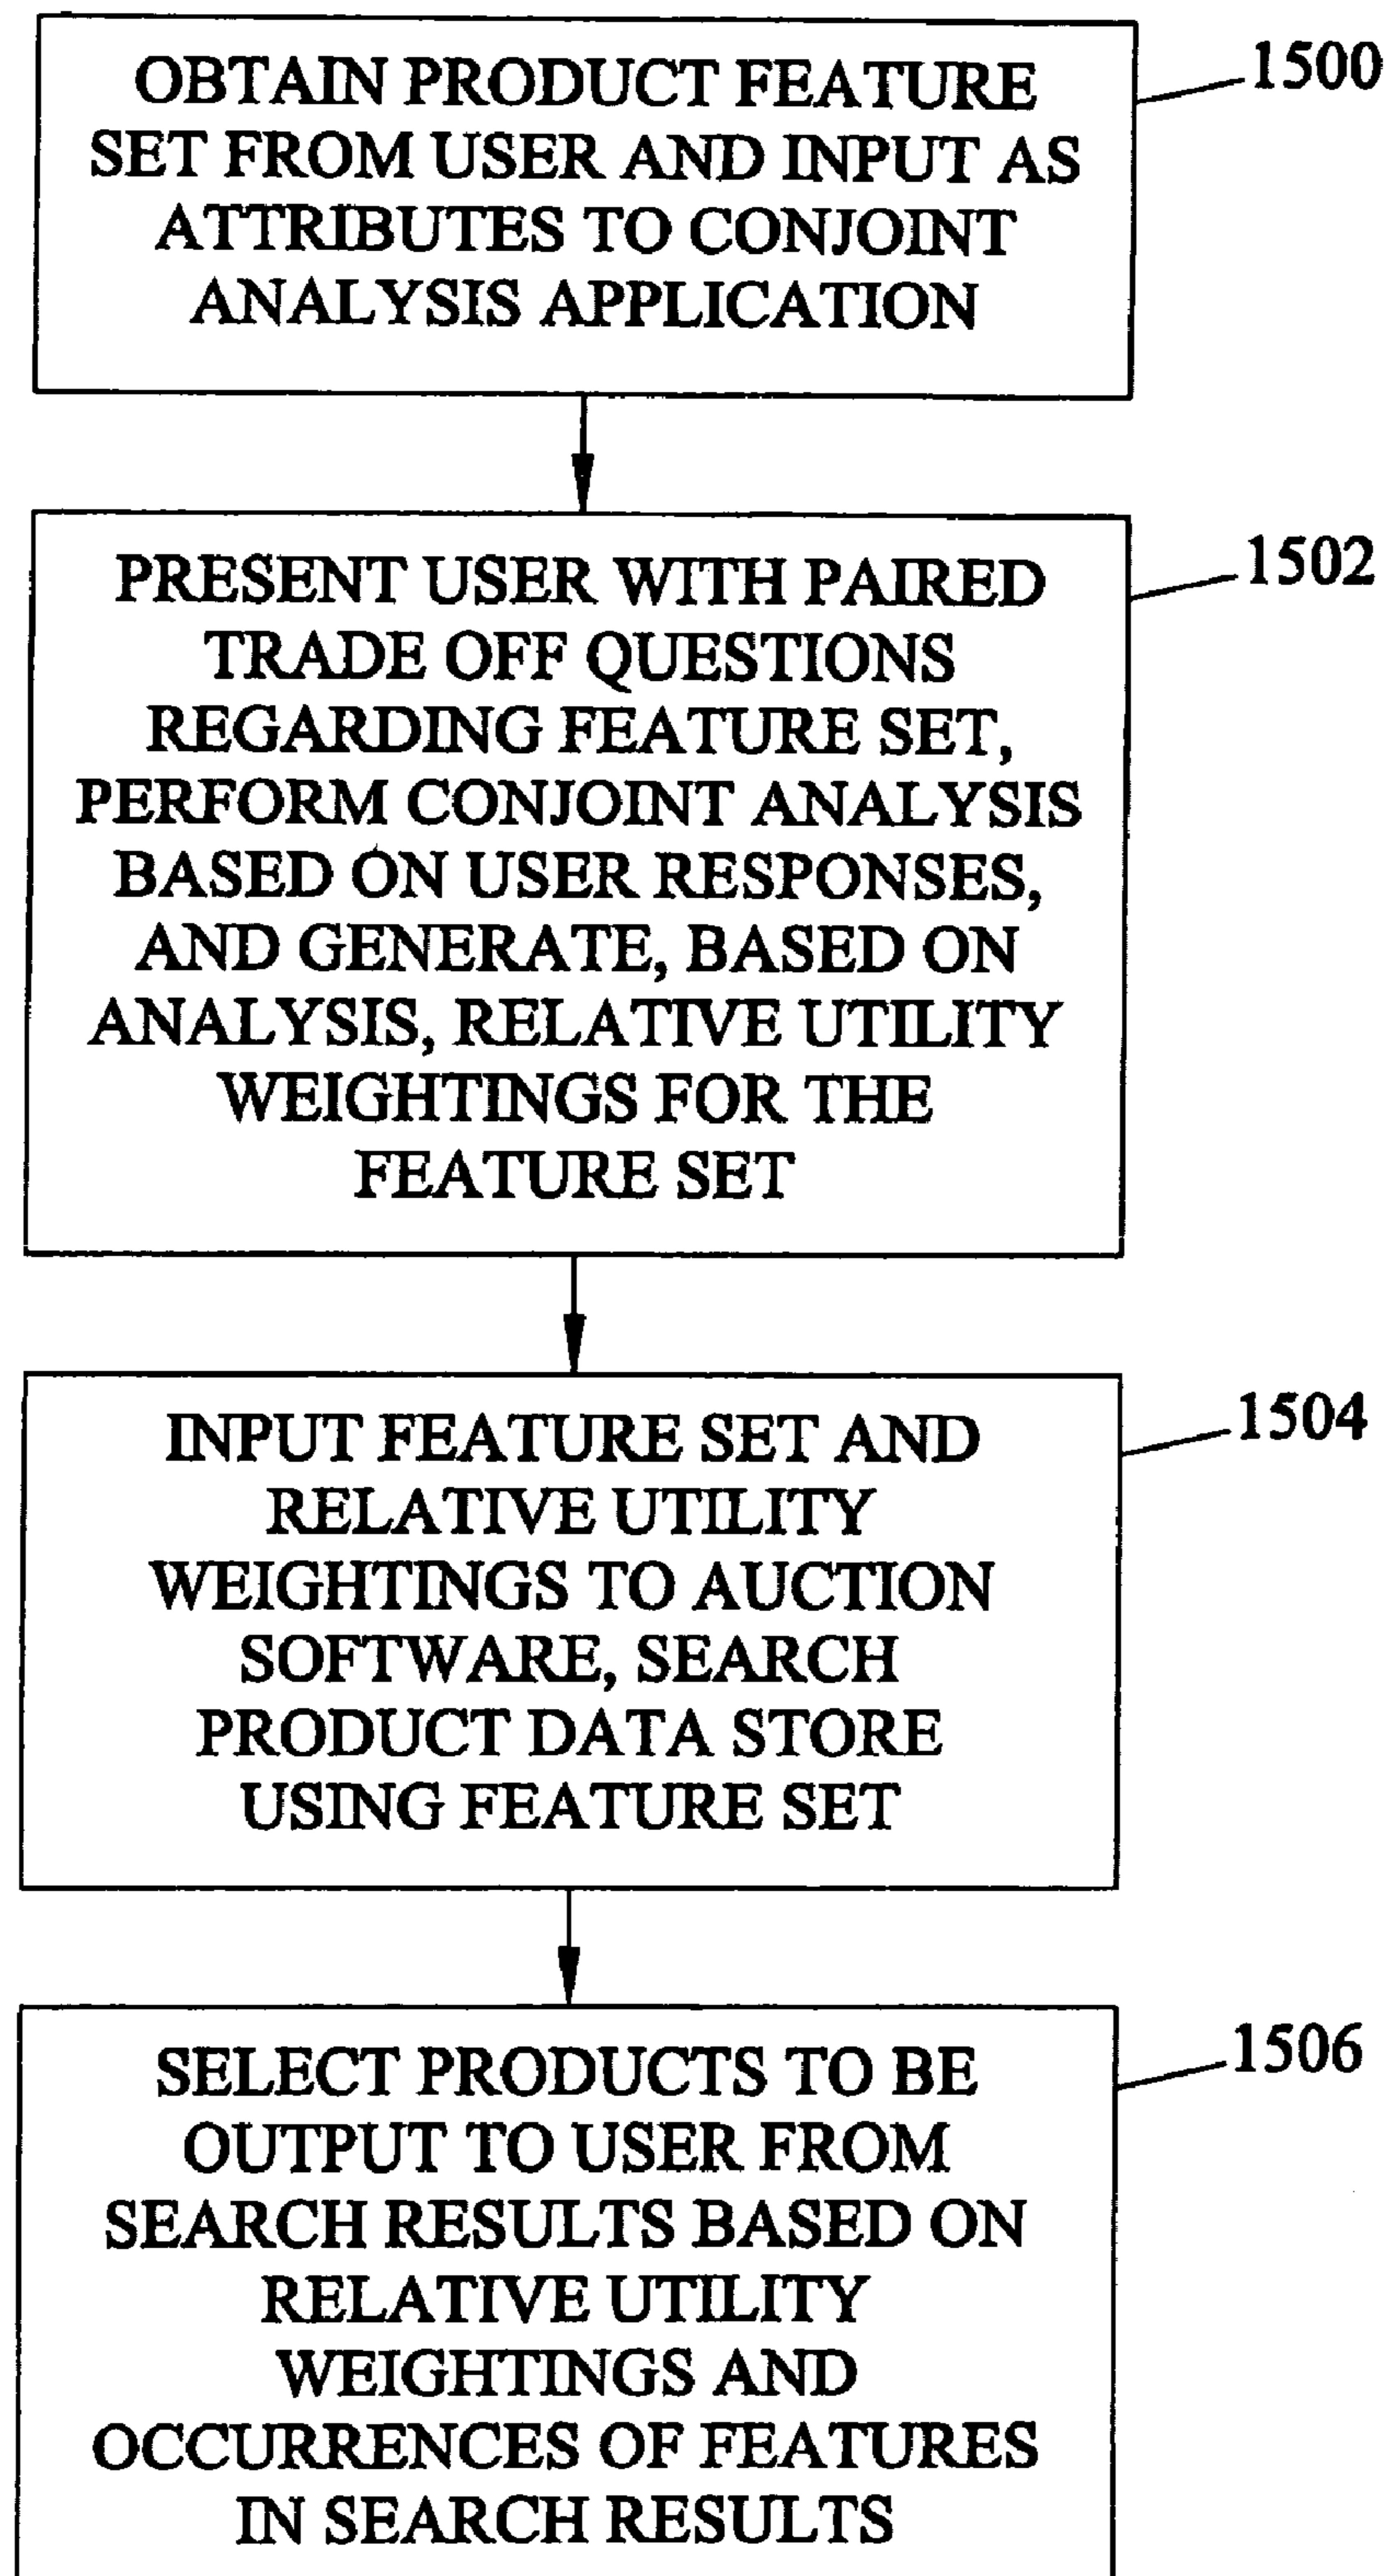 OBTAIN PRODUCT FEATURE
SET FROM USER AND INPUT AS
ATTRIBUTES TO CONJOINT
ANALYSIS APPLICATION
1500
PRESENT USER WITH PAIRED
TRADE OFF QUESTIONS
REGARDING FEATURE SET,
PERFORM CONJOINT ANALYSIS
BASED ON USER RESPONSES,
AND GENERATE, BASED ON
ANALYSIS, RELATIVE UTILITY
WEIGHTINGS FOR THE
FEATURE SET
1502
INPUT FEATURE SET AND
RELATIVE UTILITY
WEIGHTINGS TO AUCTION
SOFTWARE, SEARCH
PRODUCT DATA STORE
USING FEATURE SET
1504
SELECT PRODUCTS TO BE
OUTPUT TO USER FROM
SEARCH RESULTS BASED ON
RELATIVE UTILITY
WEIGHTINGS AND
OCCURRENCES OF FEATURES
IN SEARCH RESULTS
1506